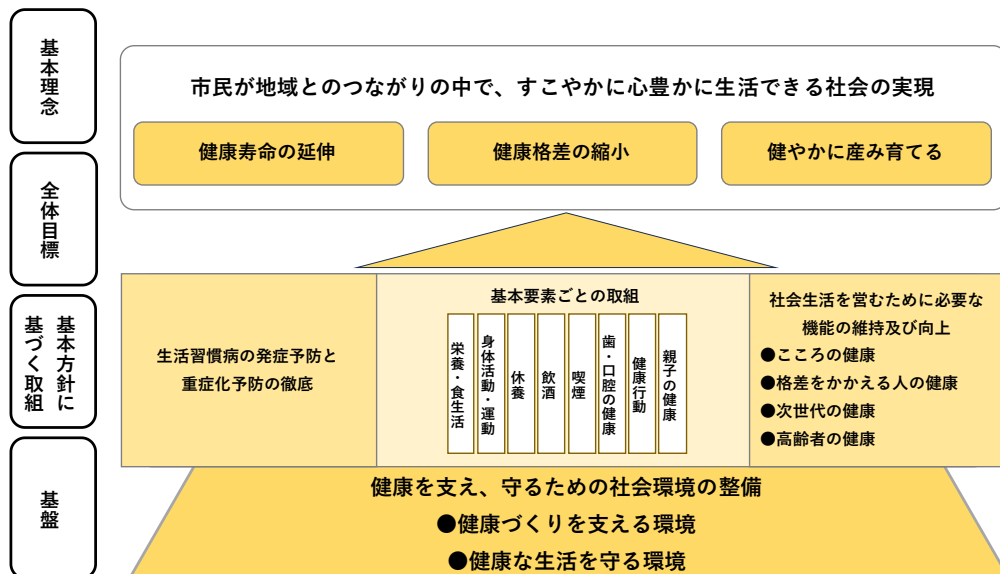 基本理念
市民が地域とのつながりの中で、すこやかに心豊かに生活できる社会の実現
全体目標
健康寿命の延伸
健康格差の縮小
健やかに産み育てる
基本方針に
基づく取組
生活習慣病の発症予防と
重症化予防の徹底
基本要素ごとの取組
栄養・食生活
身体活動・運動
休養
飲酒
喫煙
歯・口腔の健康
健康行動
親子の健康
社会生活を営むために必要な
機能の維持及び向上
●こころの健康
●格差をかかえる人の健康
●次世代の健康
●高齢者の健康
基盤
健康を支え、守るための社会環境の整備
●健康づくりを支える環境
●健康な生活を守る環境